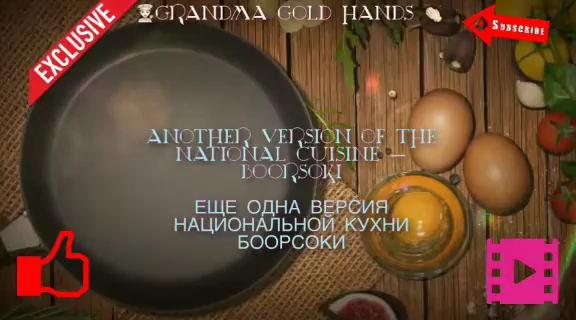 GRANDMA GOLD HANDS
EXCLUSIVE
SUBSCRIBE
ANOTHER VERSION OF THE
NATIONAL CUISINE –
BOORSOKI
ЕЩЕ ОДНА ВЕРСИЯ
НАЦИОНАЛЬНОЙ КУХНИ
БООРСОКИ